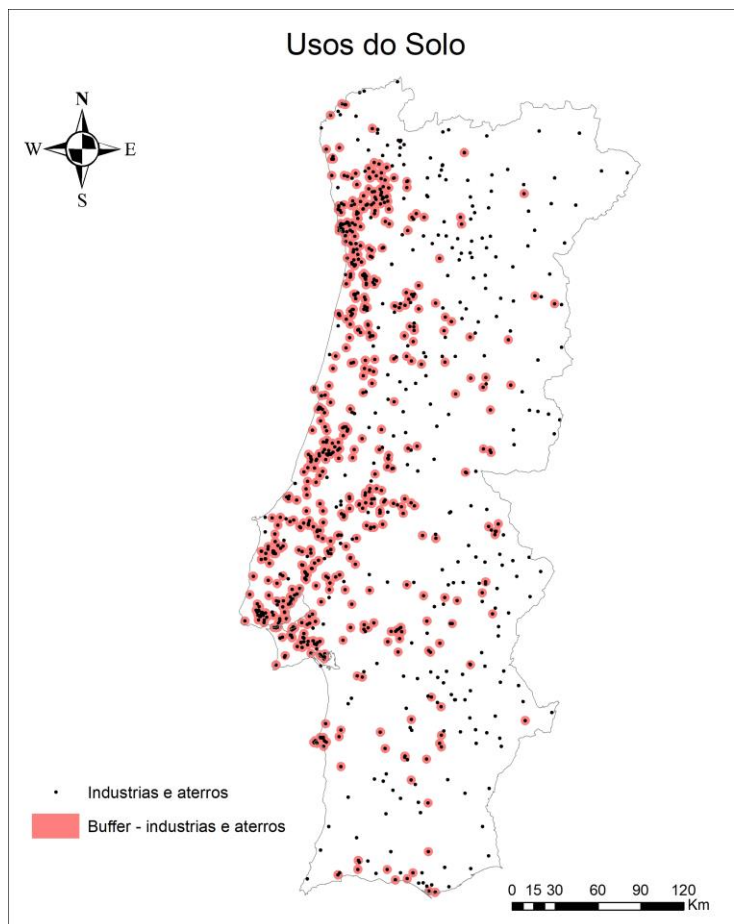 Usos do Solo
N
W E
S
Industrias e aterros
Buffer - industrias e aterros
0 15 30 60 90 120
Km